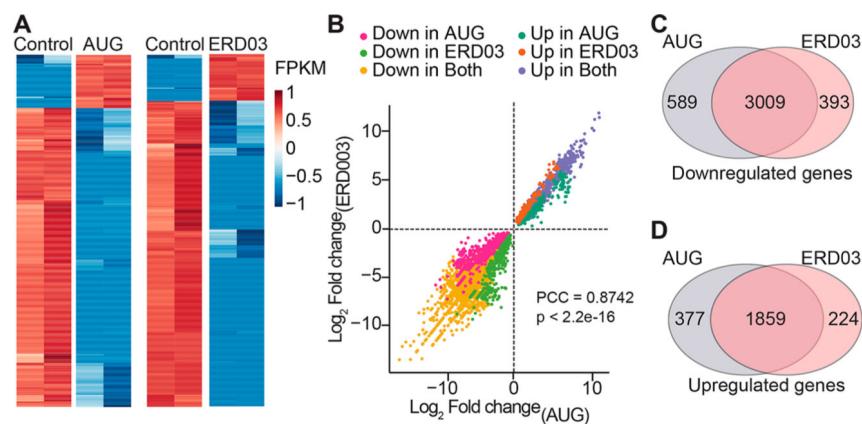 A
Control AUG
Control ERD03
FPKM
1
0.5
0
−0.5
−1
B
Down in AUG
Down in ERD03
Down in Both
Up in AUG
Up in ERD03
Up in Both
Log2 Fold change(ERD003)
10
5
0
−5
−10
PCC = 0.8742
p < 2.2e-16
−10 0 10
Log2 Fold change(AUG)
C
AUG ERD03
589 3009 393
Downregulated genes
D
AUG ERD03
377 1859 224
Upregulated genes